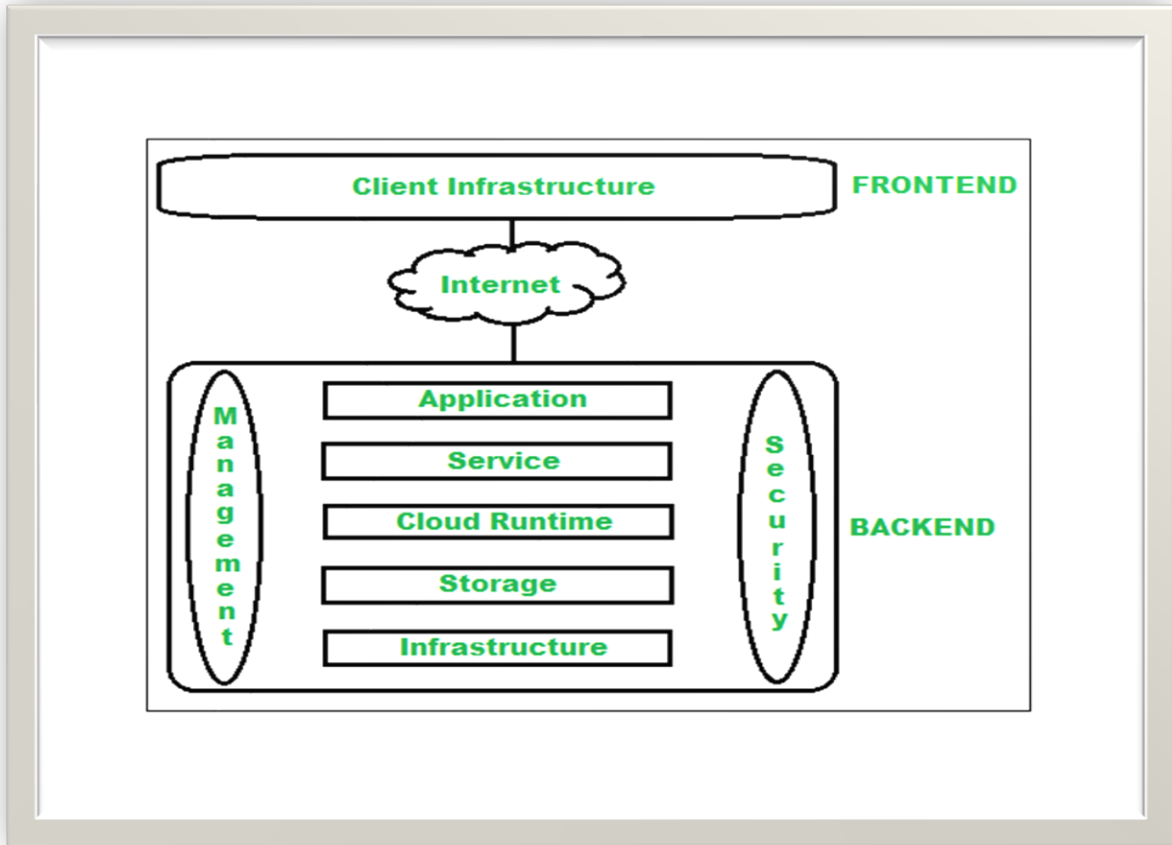 Client Infrastructure
FRONTEND
Internet
Management
Application
Service
Cloud Runtime
Storage
Infrastructure
Security
BACKEND